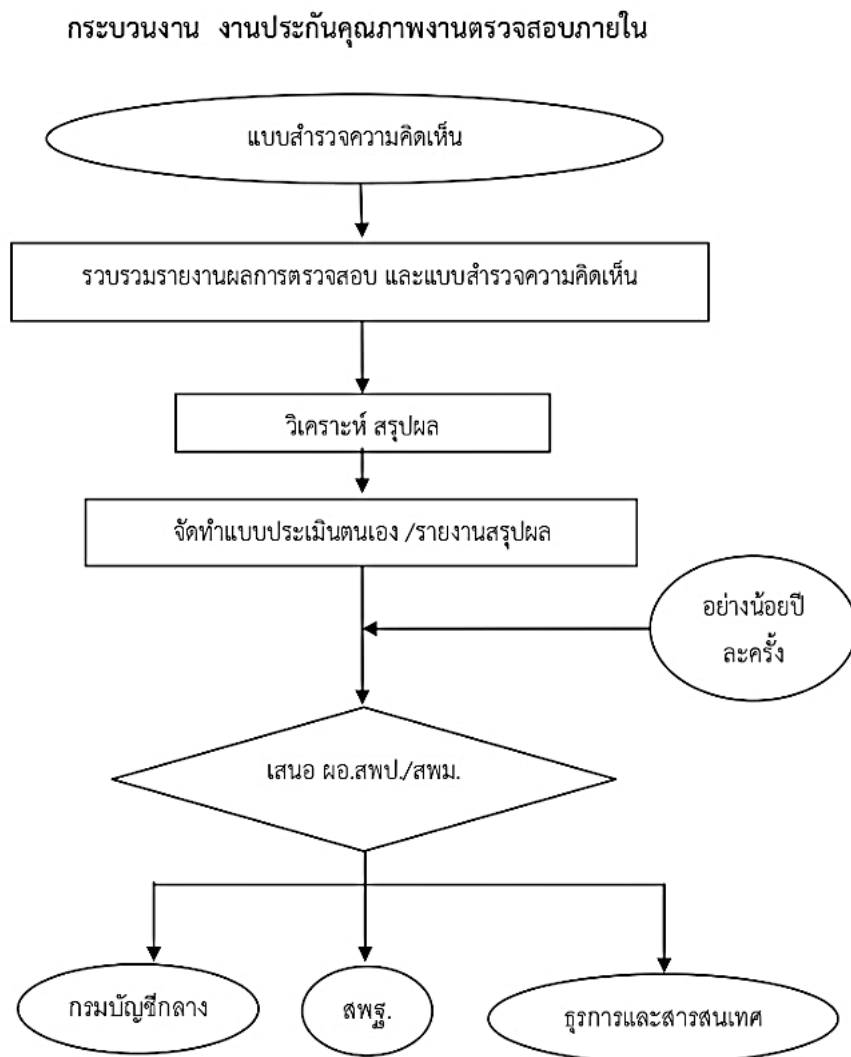 กระบวนงาน งานประกันคุณภาพงานตรวจสอบภายใน
แบบสำรวจความคิดเห็น
รวบรวมรายงานผลการตรวจสอบ และแบบสำรวจความคิดเห็น
วิเคราะห์ สรุปผล
จัดทำแบบประเมินตนเอง /รายงานสรุปผล
อย่างน้อยปี
ละครั้ง
เสนอ ผอ.สพป./สพม.
กรมบัญชีกลาง
สพฐ.
ธุรการและสารสนเทศ